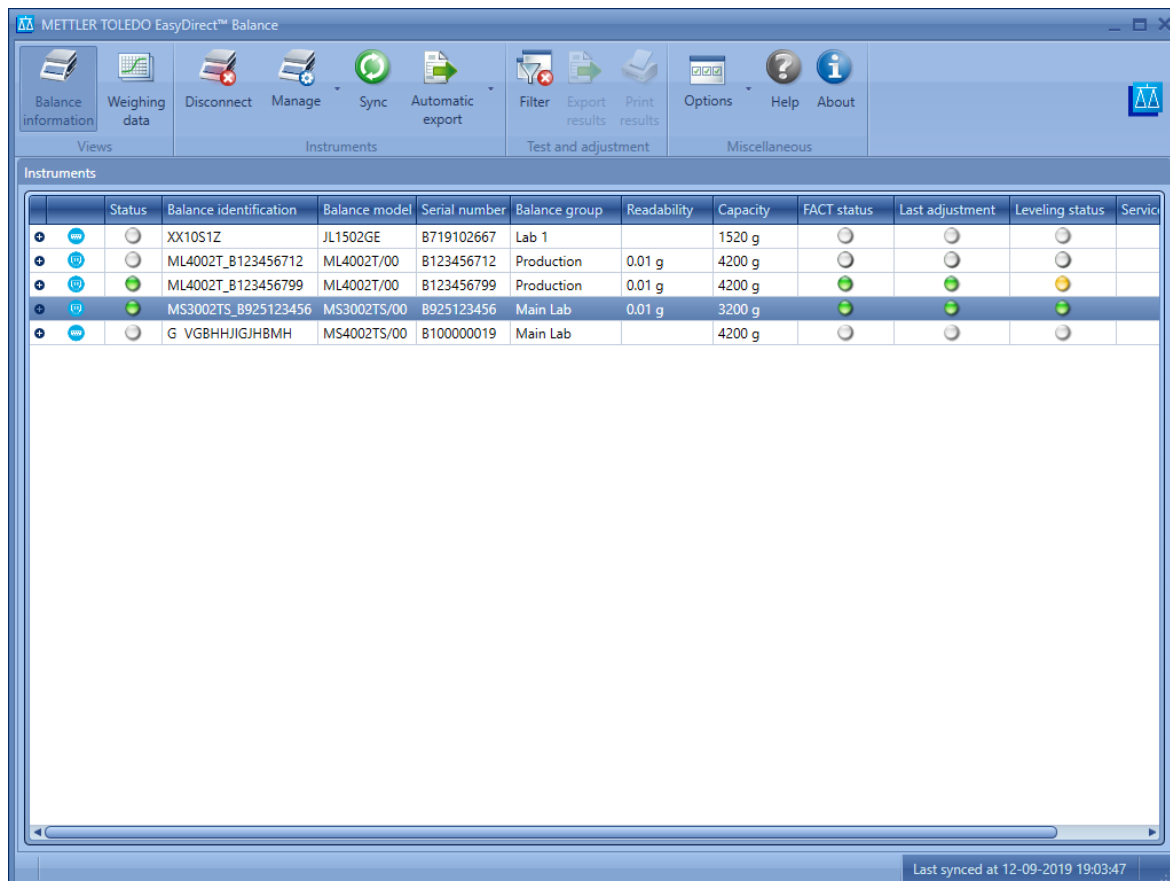 METTLER TOLEDO EasyDirect™ Balance
Balance information
Weighing data
Disconnect
Manage
Sync
Automatic export
Filter
Export results
Print results
Options
Help
About
Views
Instruments
Test and adjustment
Miscellaneous
Instruments
Status Balance identification Balance model Serial number Balance group Readability Capacity FACT status Last adjustment Leveling status Service
XX10S1Z JL1502GE B719102667 Lab 1 1520 g
ML4002T_B123456712 ML4002T/00 B123456712 Production 0.01 g 4200 g
ML4002T_B123456799 ML4002T/00 B123456799 Production 0.01 g 4200 g
MS3002TS_B925123456 MS3002TS/00 B925123456 Main Lab 0.01 g 3200 g
G VGBHHJIGJHBMH MS4002TS/00 B100000019 Main Lab 4200 g
Last synced at 12-09-2019 19:03:47